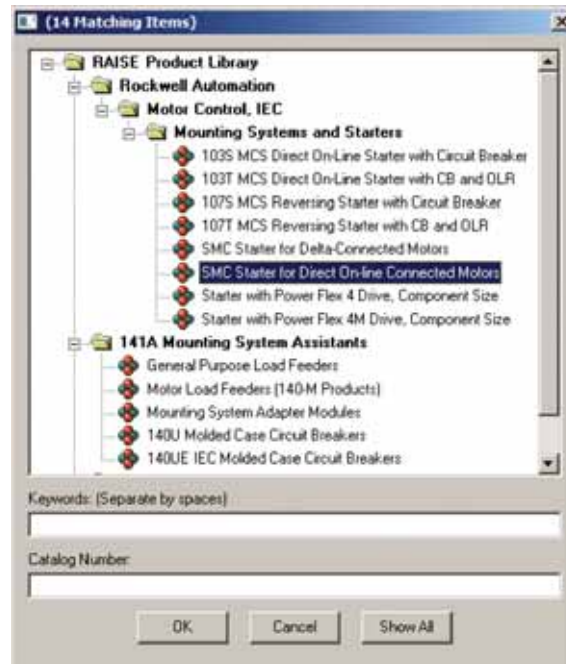 (14 Matching Items)
RAISE Product Library
Rockwell Automation
Motor Control, IEC
Mounting Systems and Starters
103S MCS Direct On-Line Starter with Circuit Breaker
103T MCS Direct On-Line Starter with CB and OLR
107S MCS Reversing Starter with Circuit Breaker
107T MCS Reversing Starter with CB and OLR
SMC Starter for Delta-Connected Motors
SMC Starter for Direct On-line Connected Motors
Starter with Power Flex 4 Drive, Component Size
Starter with Power Flex 4M Drive, Component Size
141A Mounting System Assistants
General Purpose Load Feeders
Motor Load Feeders (140-M Products)
Mounting System Adapter Modules
140U Molded Case Circuit Breakers
140UE IEC Molded Case Circuit Breakers
Keywords: (Separate by spaces)
Catalog Number:
OK Cancel Show All